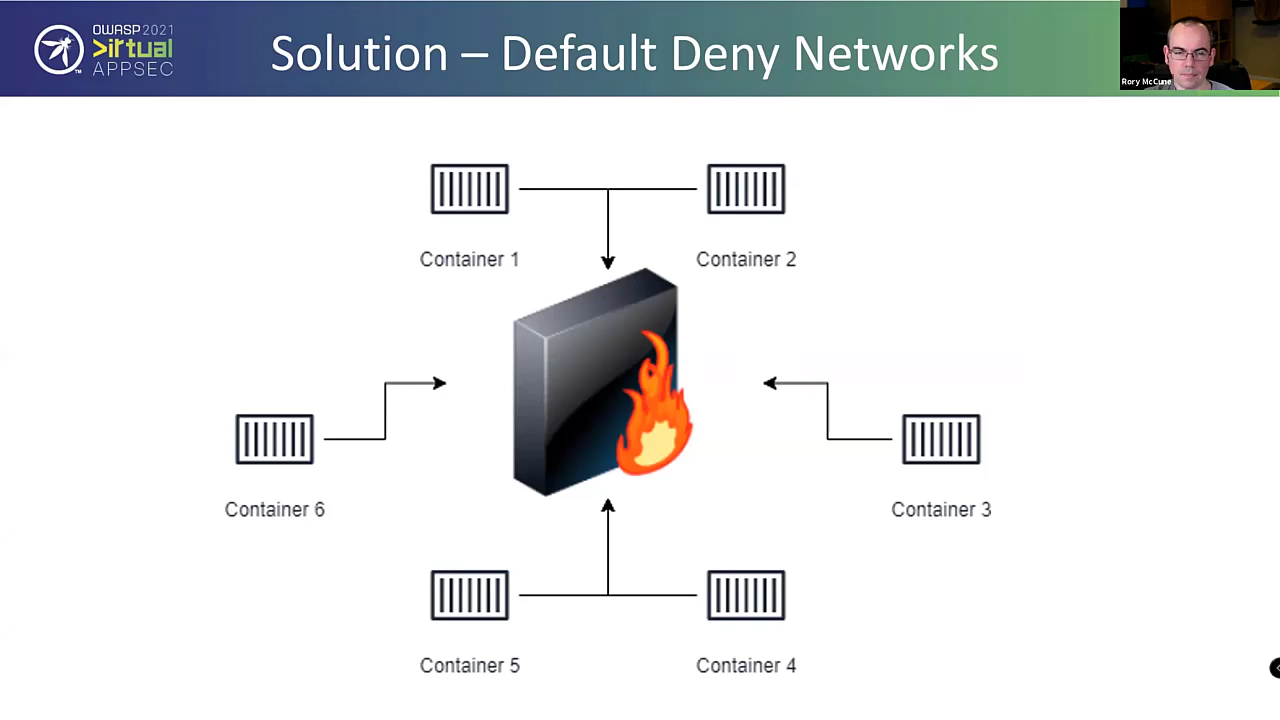 OWASP 2021
>irtual
APPSEC
TM
Solution – Default Deny Networks
Rory McCune
Container 1
Container 2
Container 6
Container 3
Container 5
Container 4